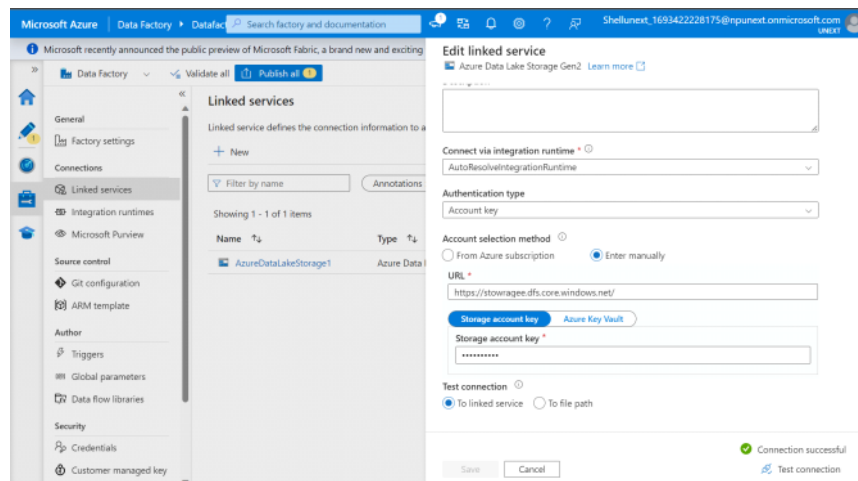 Microsoft Azure | Data Factory ▸ Datafac Search factory and documentation
Shellunext_1693422228175@npunext.onmicrosoft.com
UNEXT
Microsoft recently announced the public preview of Microsoft Fabric, a brand new and exciting
Data Factory Validate all Publish all 1
General
Factory settings
Connections
Linked services
Integration runtimes
Microsoft Purview
Source control
Git configuration
ARM template
Author
Triggers
Global parameters
Data flow libraries
Security
Credentials
Customer managed key
Linked services
Linked service defines the connection information to a
+ New
Filter by name Annotations
Showing 1 - 1 of 1 items
Name Type
AzureDataLakeStorage1 Azure Data
Edit linked service
Azure Data Lake Storage Gen2 Learn more
Connect via integration runtime *
AutoResolveIntegrationRuntime
Authentication type
Account key
Account selection method
From Azure subscription Enter manually
URL *
https://stowragee.dfs.core.windows.net/
Storage account key Azure Key Vault
Storage account key *
••••••••••
Test connection
To linked service To file path
Connection successful
Save Cancel Test connection